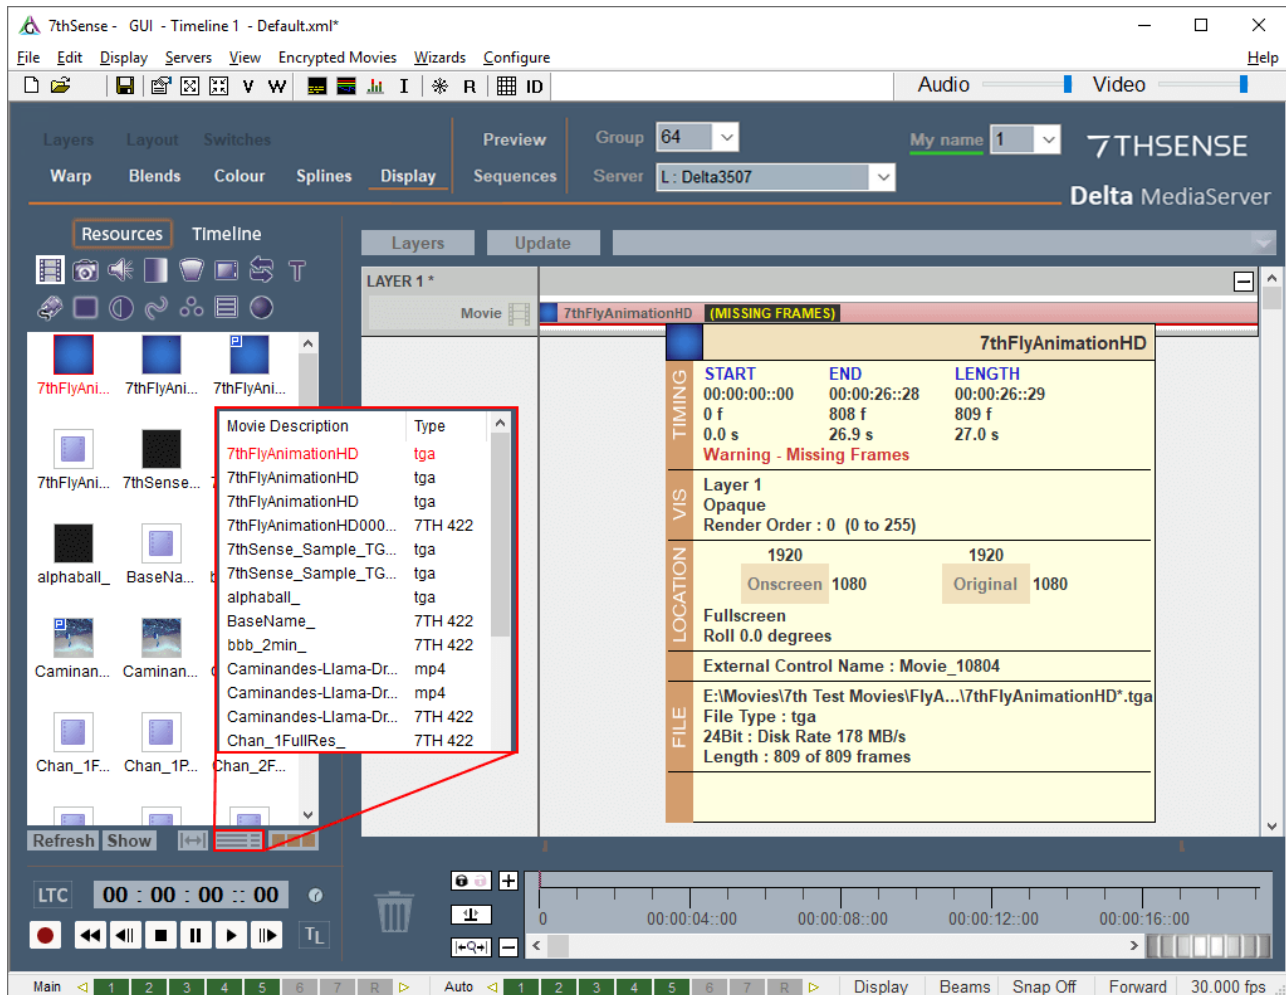 7thSense - GUI - Timeline 1 - Default.xml*
File Edit Display Servers View Encrypted Movies Wizards Configure Help
V W I R ID Audio Video
Layers Layout Switches Preview Group 64 My name 1 7THSENSE
Warp Blends Colour Splines Display Sequences Server L : Delta3507
Delta MediaServer
Resources Timeline
Layers Update
T
LAYER 1 *
Movie 7thFlyAnimationHD (MISSING FRAMES)
P
7thFlyAni... 7thFlyAni... 7thFlyAni...
7thFlyAni... 7thSense...
alphaball_ BaseNa...
P
Caminan... Caminan...
Chan_1F... Chan_1P... Chan_2F...
Movie Description Type
7thFlyAnimationHD tga
7thFlyAnimationHD tga
7thFlyAnimationHD tga
7thFlyAnimationHD000... 7TH 422
7thSense_Sample_TG... tga
7thSense_Sample_TG... tga
alphaball_ tga
BaseName_ 7TH 422
bbb_2min_ 7TH 422
Caminandes-Llama-Dr... mp4
Caminandes-Llama-Dr... mp4
Caminandes-Llama-Dr... 7TH 422
Chan_1FullRes_ 7TH 422
7thFlyAnimationHD
TIMING
START END LENGTH
00:00:00::00 00:00:26::28 00:00:26::29
0 f 808 f 809 f
0.0 s 26.9 s 27.0 s
Warning - Missing Frames
VIS
Layer 1
Opaque
Render Order : 0 (0 to 255)
LOCATION
1920 1920
Onscreen 1080 Original 1080
Fullscreen
Roll 0.0 degrees
External Control Name : Movie_10804
FILE
E:\Movies\7th Test Movies\FlyA...\7thFlyAnimationHD*.tga
File Type : tga
24Bit : Disk Rate 178 MB/s
Length : 809 of 809 frames
Refresh Show
LTC 00 : 00 : 00 :: 00
TL
0 00:00:04::00 00:00:08::00 00:00:12::00 00:00:16::00
Main 1 2 3 4 5 6 7 R Auto 1 2 3 4 5 6 7 R Display Beams Snap Off Forward 30.000 fps